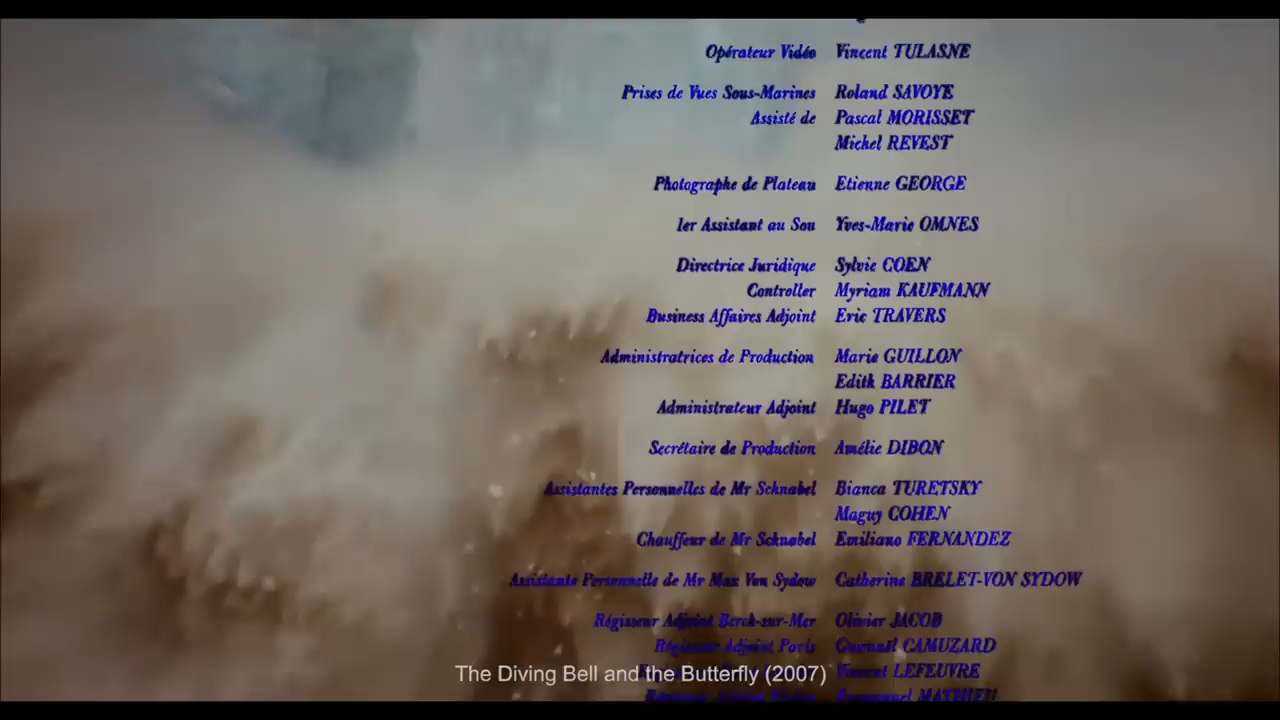 Opérateur Vidéo Vincent TULASNE
Prises de Vues Sous-Marines Roland SAVOYE
Assisté de Pascal MORISSET
Michel REVEST
Photographe de Plateau Etienne GEORGE
1er Assistant au Son Yves-Marie OMNES
Directrice Juridique Sylvie COEN
Controller Myriam KAUFMANN
Business Affaires Adjoint Eric TRAVERS
Administratrices de Production Marie GUILLON
Edith BARRIER
Administrateur Adjoint Hugo PILET
Secrétaire de Production Amélie DIBON
Assistantes Personnelles de Mr Schnabel Bianca TURETSKY
Maguy COHEN
Chauffeur de Mr Schnabel Emiliano FERNANDEZ
Assistante Personnelle de Mr Max Von Sydow Catherine BRELET-VON SYDOW
Régisseur Adjoint Berck-sur-Mer Olivier JACOB
Régisseur Adjoint Paris Gwenaël CAMUZARD
Vincent LEFEUVRE
The Diving Bell and the Butterfly (2007)
Emmanuel MATHIEU